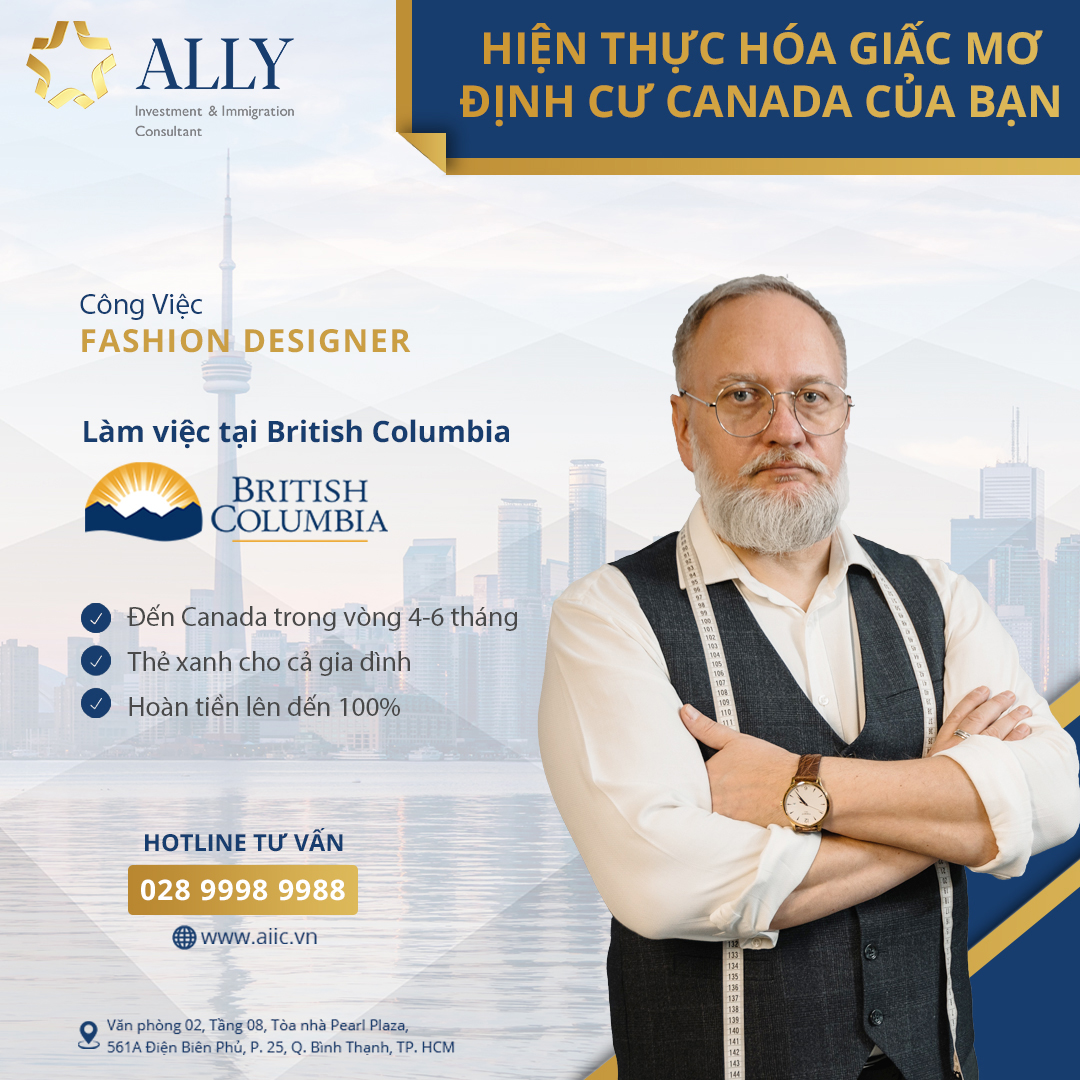 ALLY
Investment & Immigration
Consultant
HIỆN THỰC HÓA GIẤC MƠ
ĐỊNH CƯ CANADA CỦA BẠN
Công Việc
FASHION DESIGNER
Làm việc tại British Columbia
BRITISH
COLUMBIA
Đến Canada trong vòng 4-6 tháng
Thẻ xanh cho cả gia đình
Hoàn tiền lên đến 100%
HOTLINE TƯ VẤN
028 9998 9988
www.aiic.vn
Văn phòng 02, Tầng 08, Tòa nhà Pearl Plaza,
561A Điện Biên Phủ, P. 25, Q. Bình Thạnh, TP. HCM